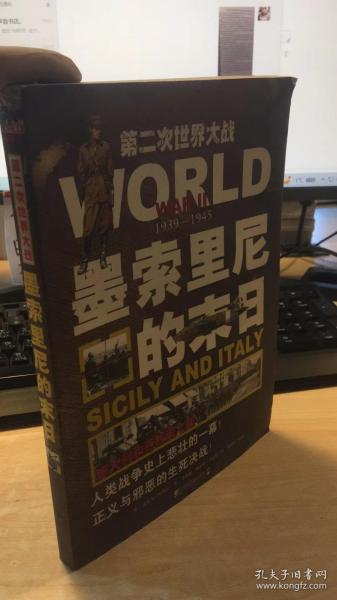 第二次世界大战
WORLD
WAR II
1939—1945
墨索里尼
的末日
SICILY AND ITALY
人类战争史上悲壮的一幕！
正义与邪恶的生死决战！
第二次世界大战 墨索里尼的末日
孔夫子旧书网
www.kongfz.com